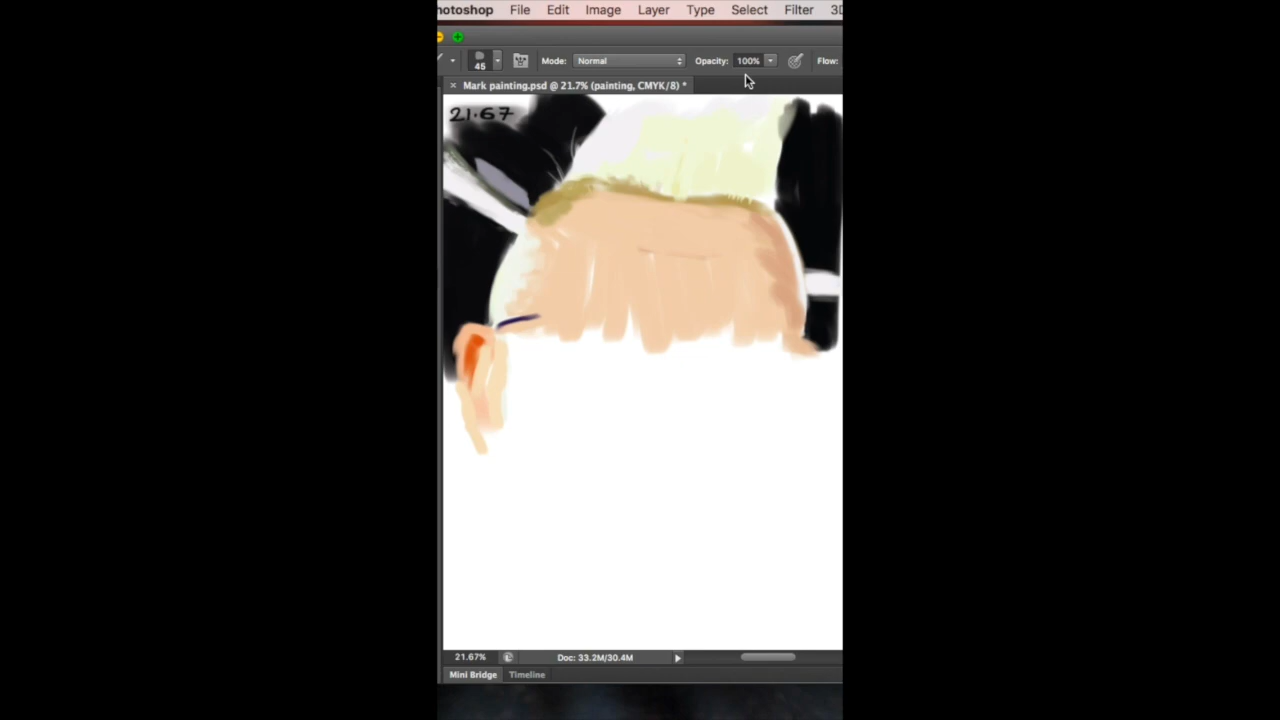 hotoshop File Edit Image Layer Type Select Filter 3D
45 Mode: Normal Opacity: 100% Flow:
× Mark painting.psd @ 21.7% (painting, CMYK/8) *
21.67
21.67% Doc: 33.2M/30.4M
Mini Bridge Timeline